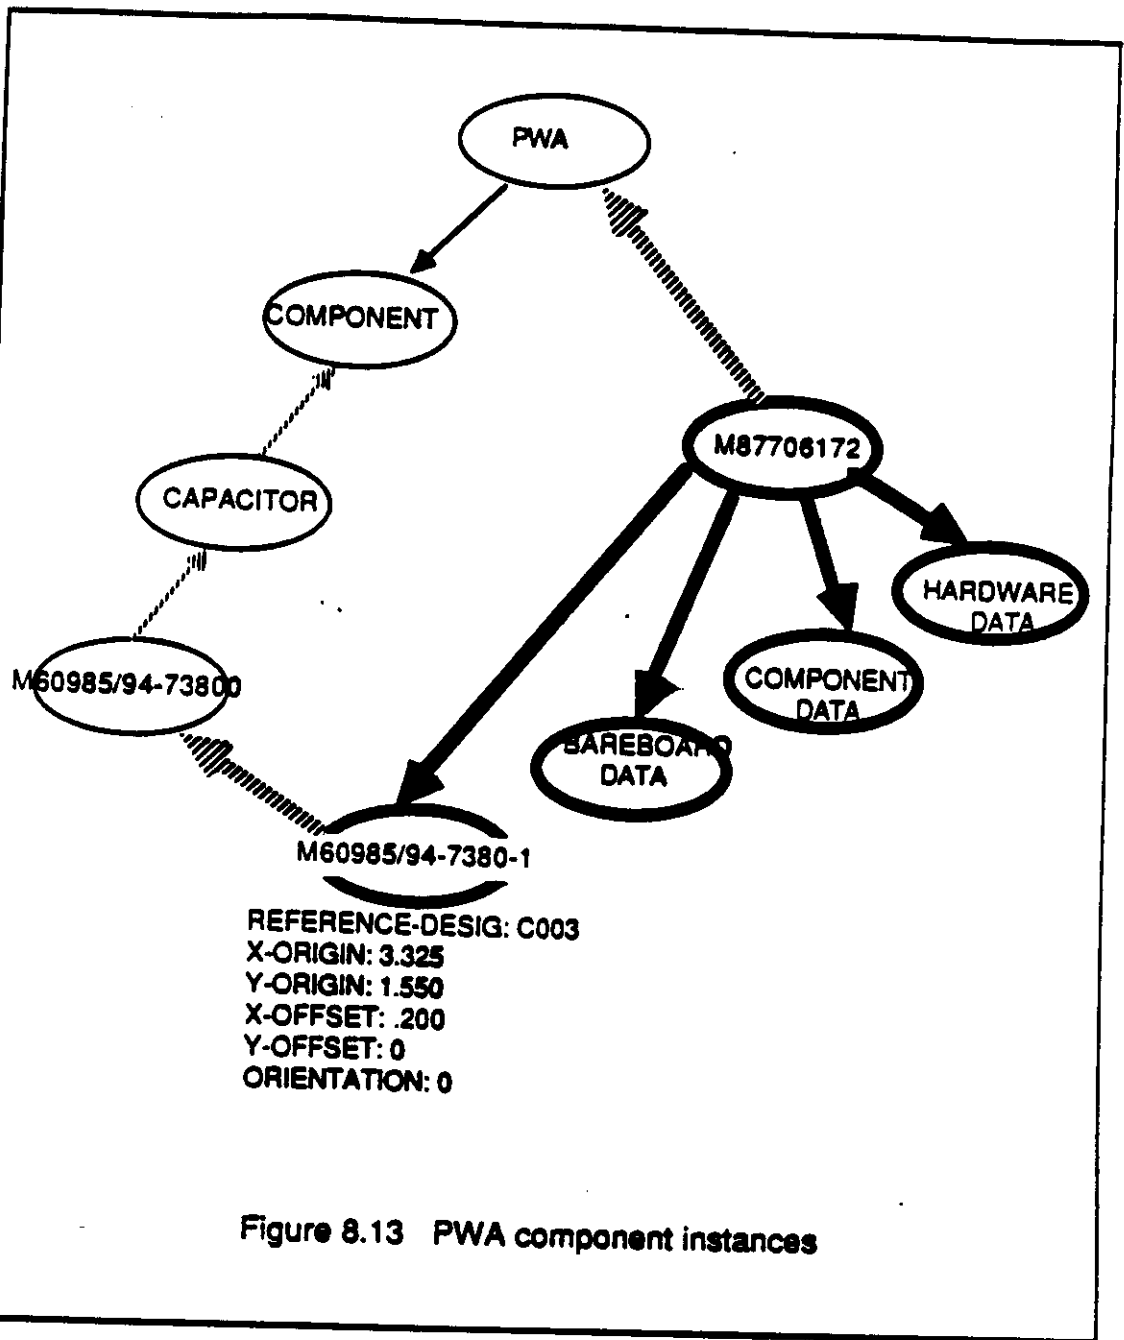 PWA
COMPONENT
M87706172
CAPACITOR
HARDWARE
DATA
M60985/94-73800
COMPONENT
DATA
BAREBOARD
DATA
M60985/94-7380-1
REFERENCE-DESIG: C003
X-ORIGIN: 3.325
Y-ORIGIN: 1.550
X-OFFSET: .200
Y-OFFSET: 0
ORIENTATION: 0
Figure 8.13 PWA component instances